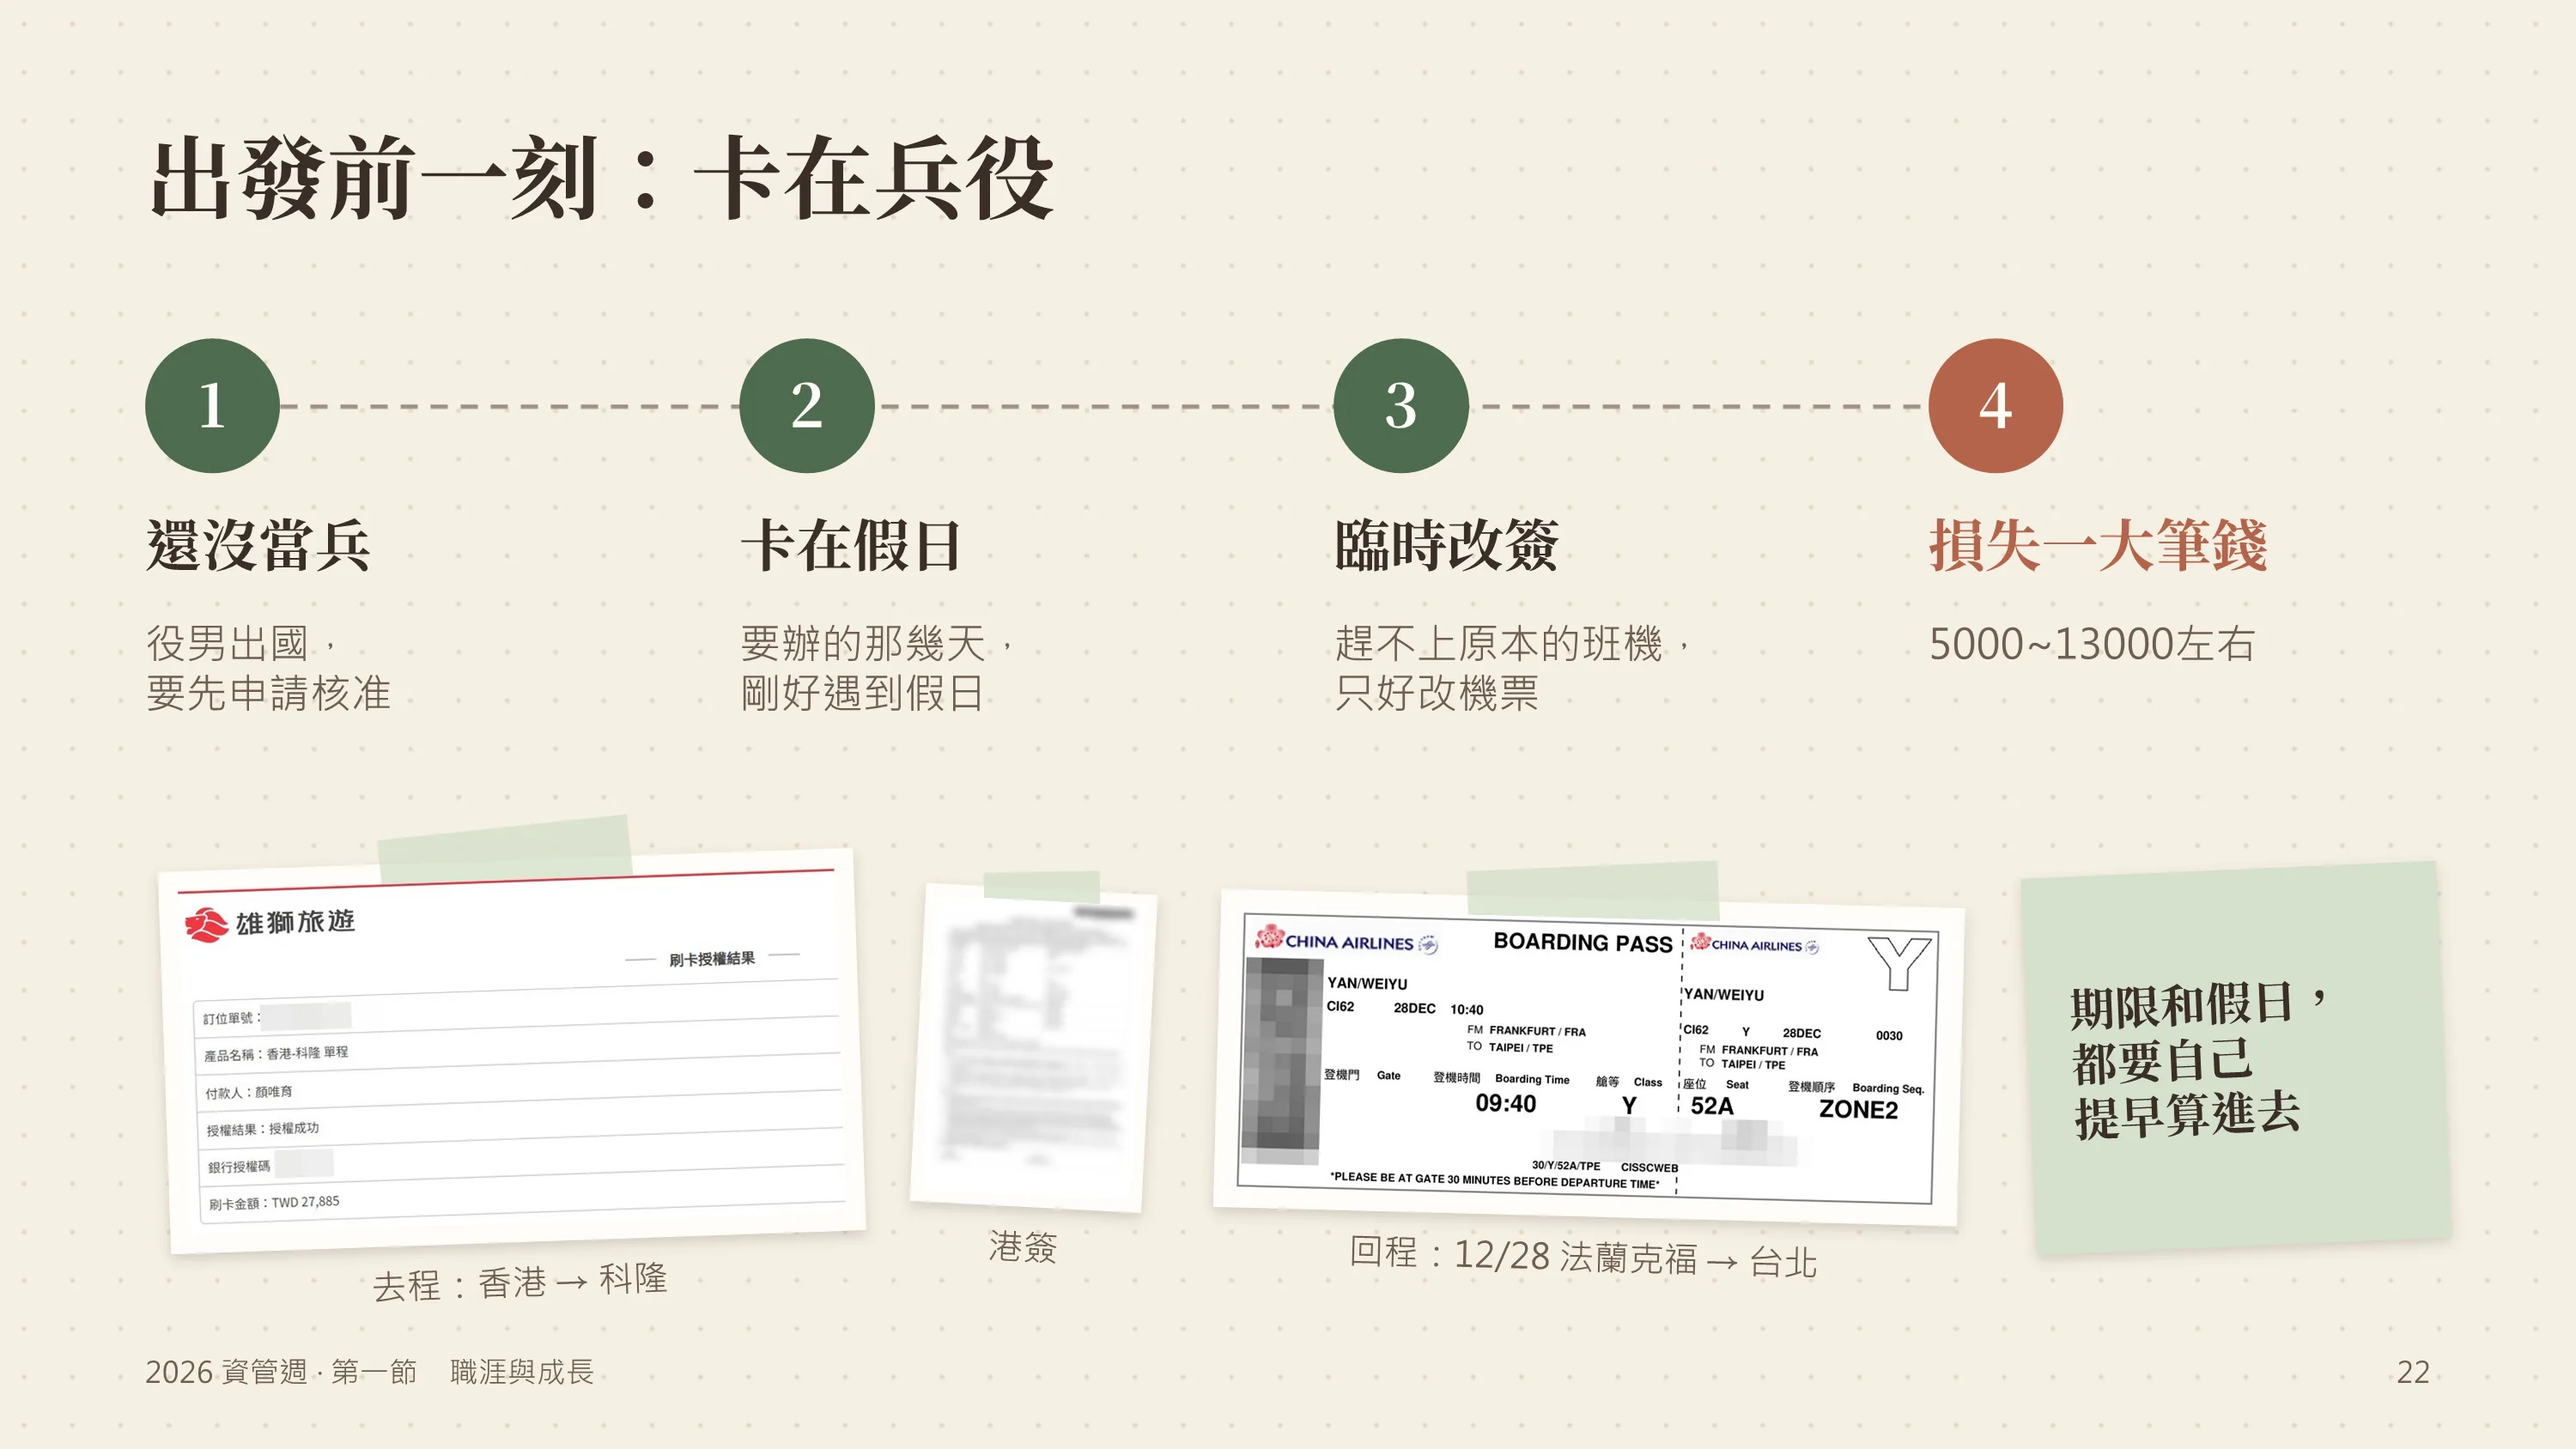 出發前一刻：卡在兵役
1
2
3
4
還沒當兵
役男出國，
要先申請核准
卡在假日
要辦的那幾天，
剛好遇到假日
臨時改簽
趕不上原本的班機，
只好改機票
損失一大筆錢
5000~13000左右
雄獅旅遊
刷卡授權結果
訂位單號：
產品名稱：香港-科隆 單程
付款人：顏唯育
授權結果：授權成功
銀行授權碼
刷卡金額：TWD 27,885
去程：香港→科隆
港簽
CHINA AIRLINES
BOARDING PASS
YAN/WEIYU
CI62 28DEC 10:40
FM FRANKFURT / FRA
TO TAIPEI / TPE
登機門 Gate 登機時間 Boarding Time 艙等 Class
09:40 Y
30/Y/52A/TPE CISSCWEB
*PLEASE BE AT GATE 30 MINUTES BEFORE DEPARTURE TIME*
CHINA AIRLINES
Y
YAN/WEIYU
CI62 Y 28DEC 0030
FM FRANKFURT / FRA
TO TAIPEI / TPE
座位 Seat 登機順序 Boarding Seq.
52A ZONE2
回程：12/28 法蘭克福→台北
期限和假日，
都要自己
提早算進去
2026 資管週 · 第一節 職涯與成長
22